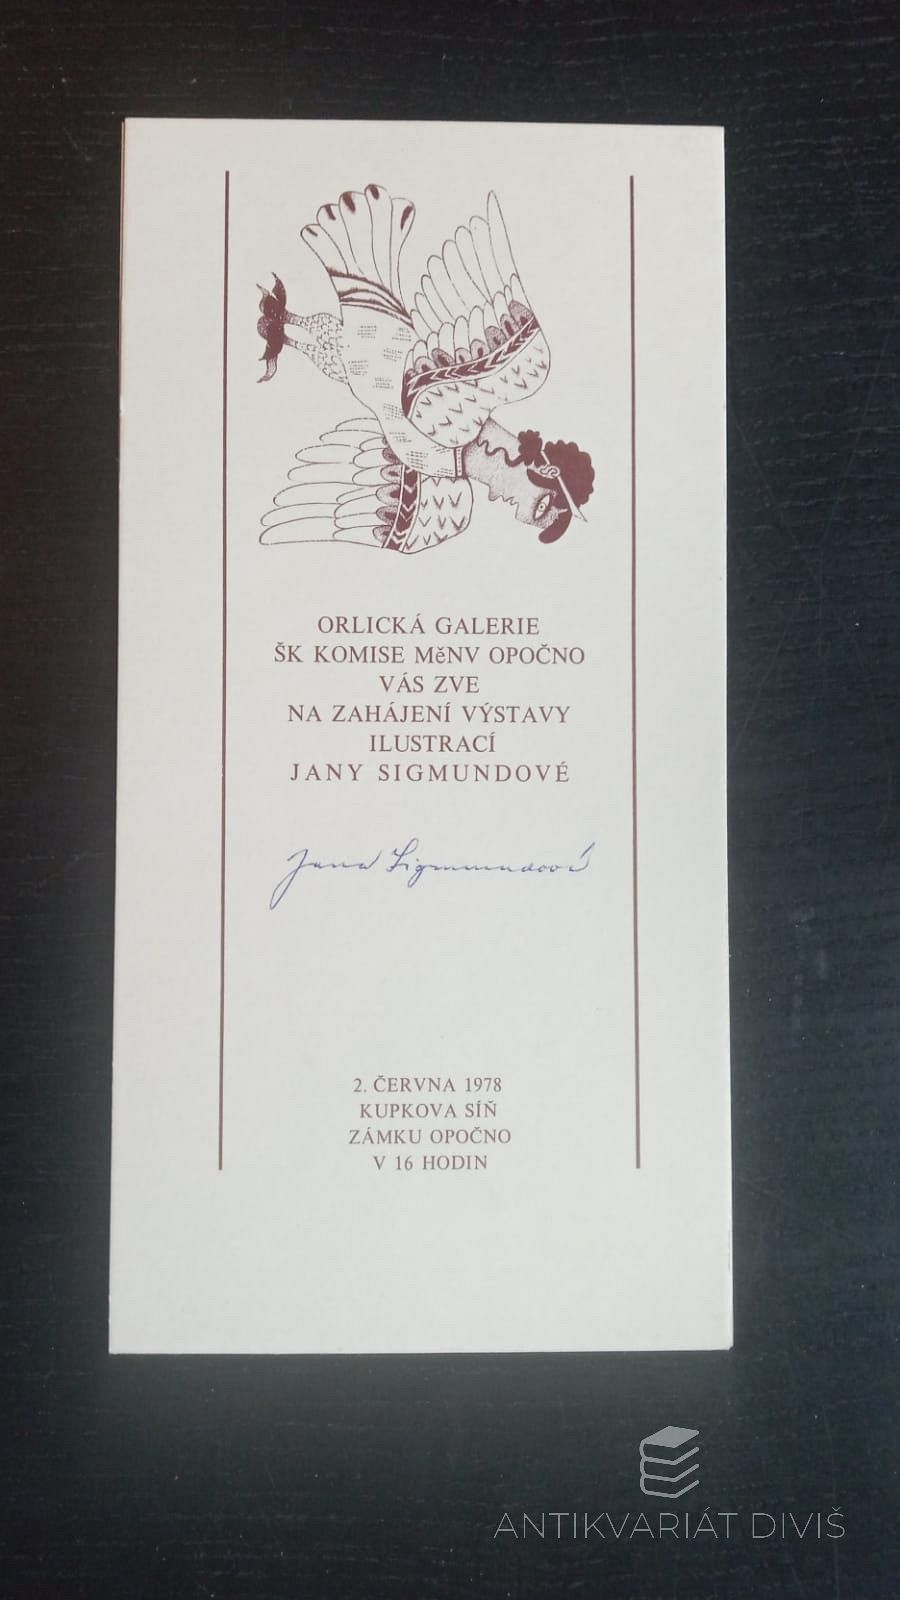 ORLICKÁ GALERIE
ŠK KOMISE MěNV OPOČNO
VÁS ZVE
NA ZAHÁJENÍ VÝSTAVY
ILUSTRACÍ
JANY SIGMUNDOVÉ
Jana Sigmundová
2. ČERVNA 1978
KUPKOVA SÍŇ
ZÁMKU OPOČNO
V 16 HODIN
ANTIKVARIÁT DIVIŠ